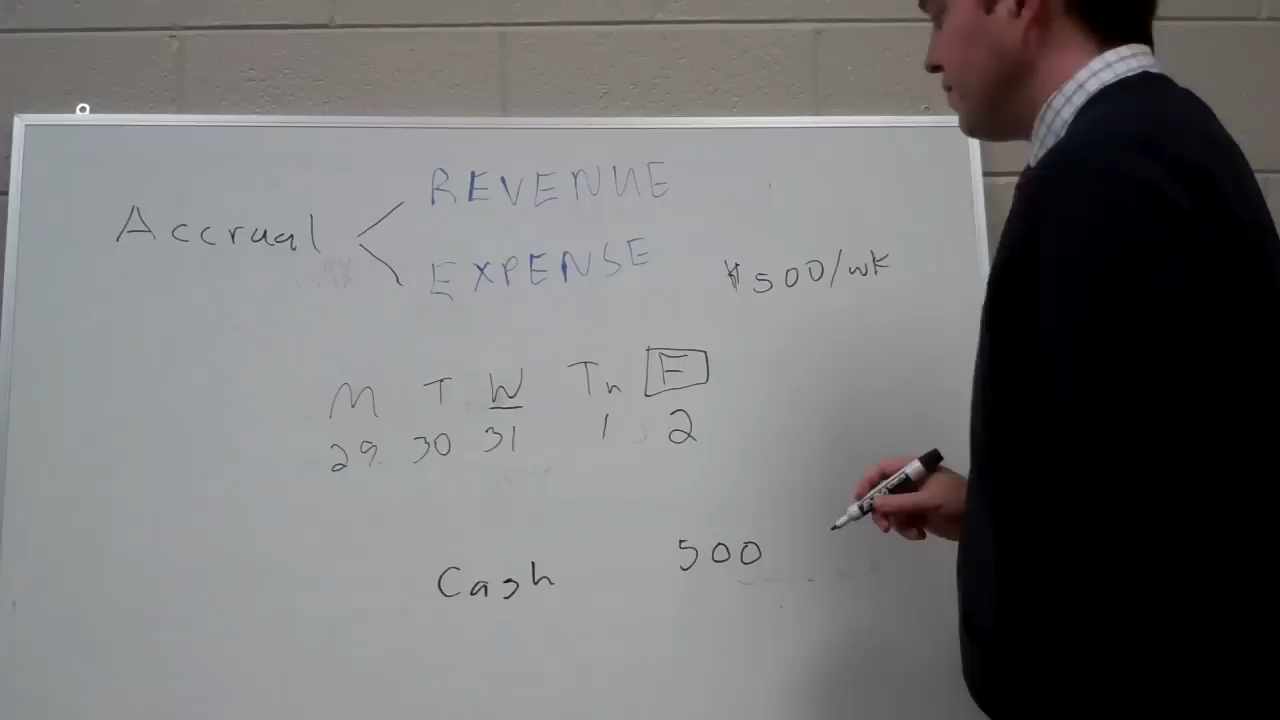 REVENUE
Accrual
EXPENSE $500/wk
M T W Th F
29 30 31 1 2
Cash 500